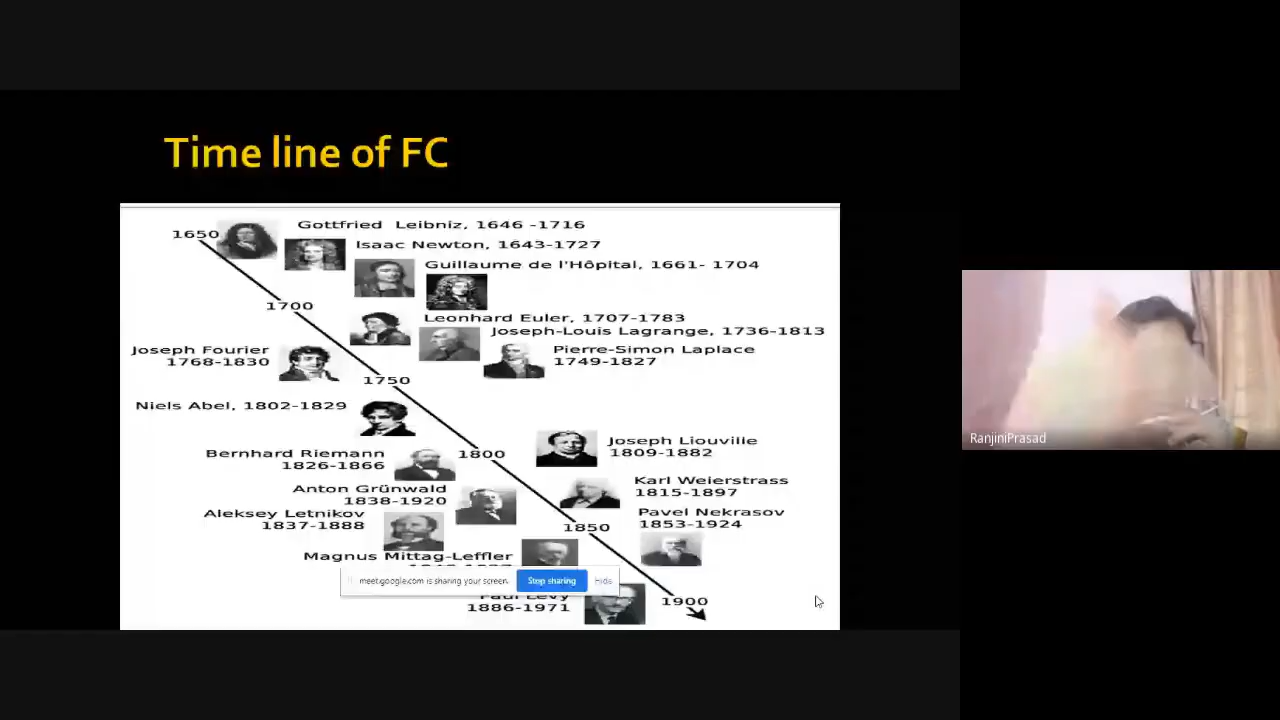 Time line of FC
1650
Gottfried Leibniz, 1646 -1716
Isaac Newton, 1643-1727
Guillaume de l'Hôpital, 1661- 1704
1700
Leonhard Euler, 1707-1783
Joseph-Louis Lagrange, 1736-1813
Joseph Fourier
1768-1830
Pierre-Simon Laplace
1749-1827
1750
Niels Abel, 1802-1829
Joseph Liouville
1809-1882
Bernhard Riemann
1826-1866
1800
Karl Weierstrass
1815-1897
Anton Grünwald
1838-1920
Aleksey Letnikov
1837-1888
Pavel Nekrasov
1853-1924
1850
Magnus Mittag-Leffler
meet.google.com is sharing your screen.
Stop sharing
Hide
Paul Lévy
1886-1971
1900
RanjiniPrasad